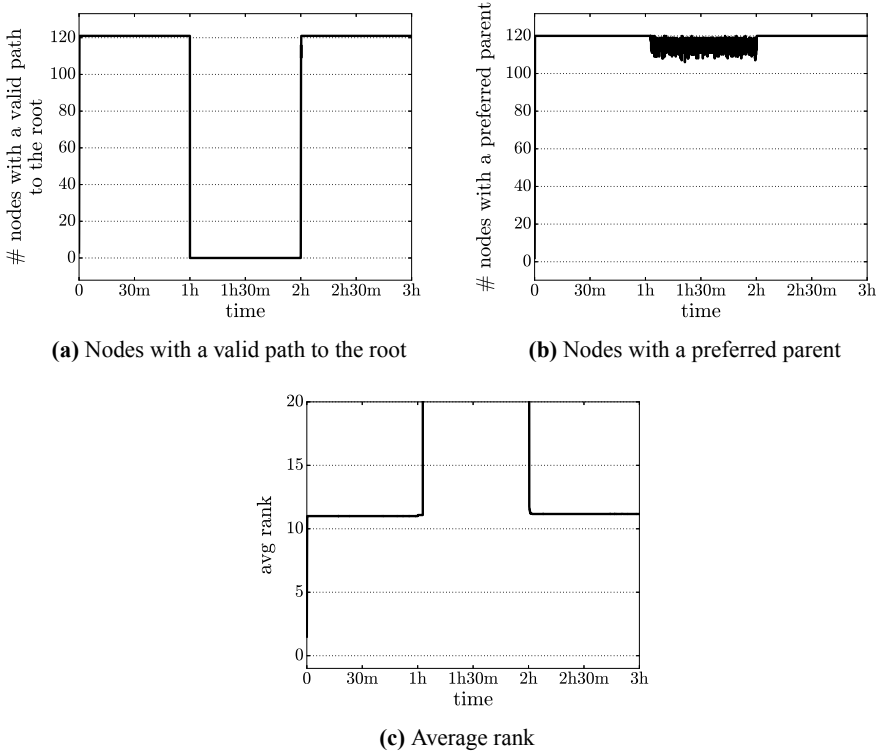 # nodes with a valid path
to the root
120
100
80
60
40
20
0
0 30m 1h 1h30m 2h 2h30m 3h
time
(a) Nodes with a valid path to the root
# nodes with a preferred parent
120
100
80
60
40
20
0
0 30m 1h 1h30m 2h 2h30m 3h
time
(b) Nodes with a preferred parent
avg rank
20
15
10
5
0
0 30m 1h 1h30m 2h 2h30m 3h
time
(c) Average rank